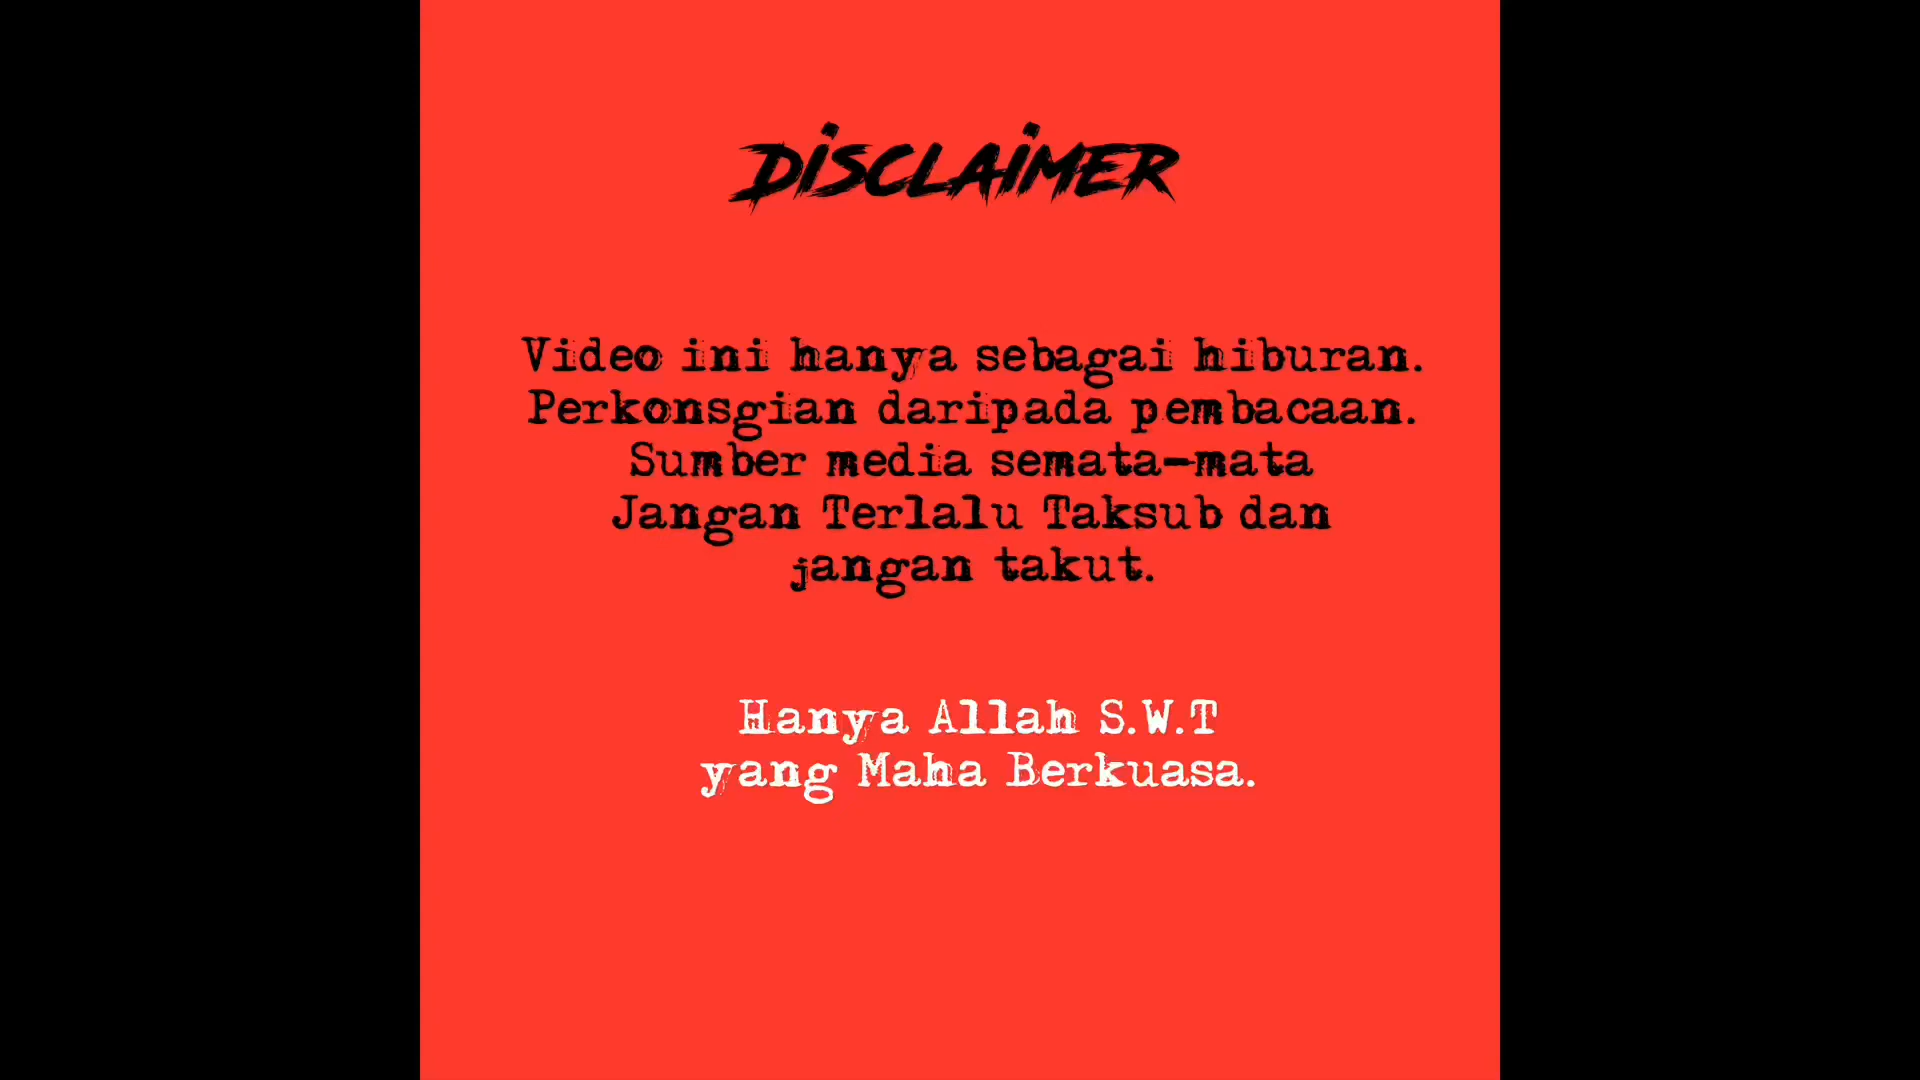 DISCLAIMER
Video ini hanya sebagai hiburan.
Perkonsgian daripada pembacaan.
Sumber media semata-mata
Jangan Terlalu Taksub dan
jangan takut.
Hanya Allah S.W.T
yang Maha Berkuasa.